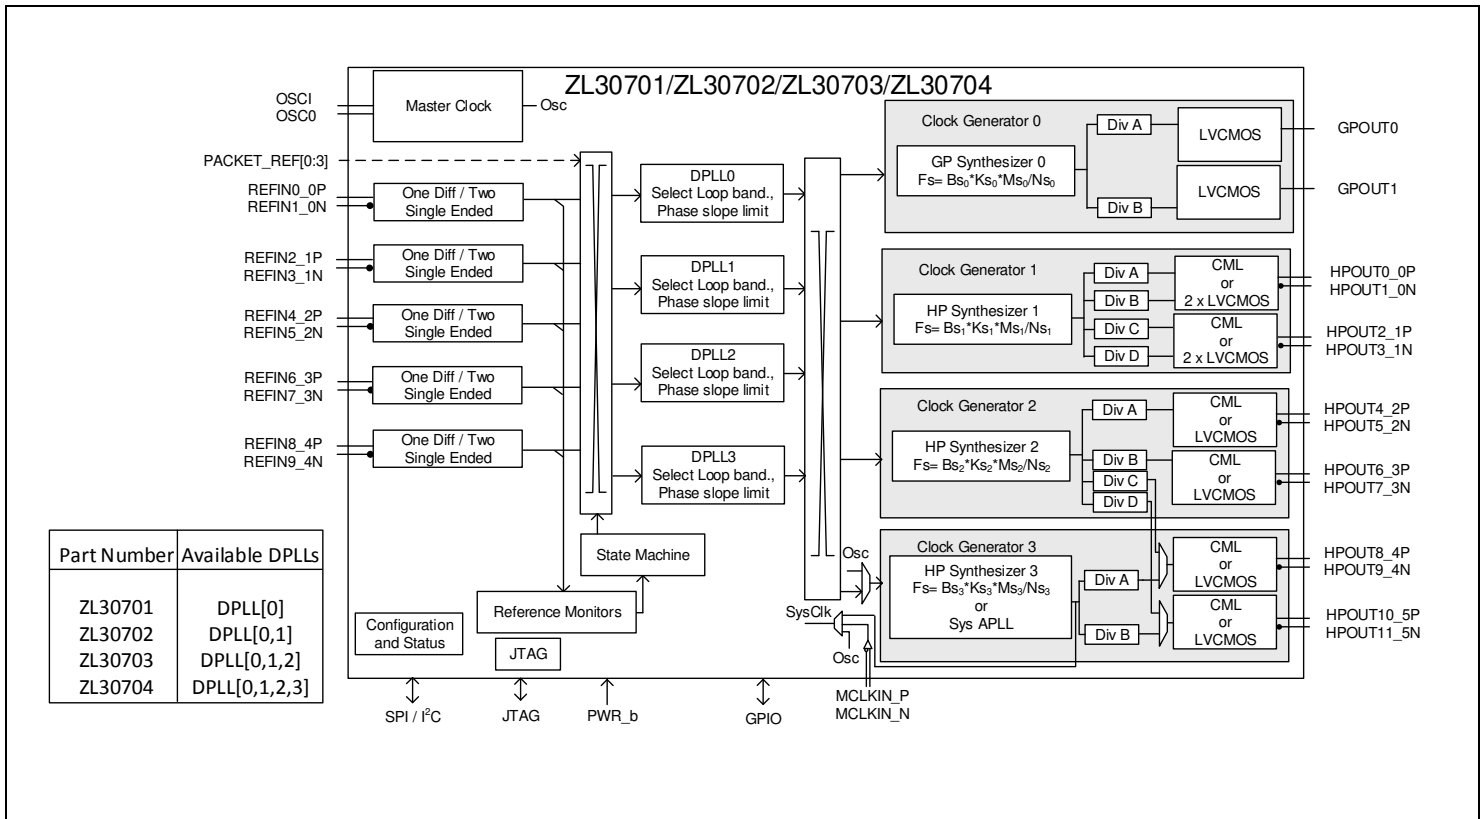 ZL30701/ZL30702/ZL30703/ZL30704
OSCI
OSC0
Master Clock
Osc
PACKET_REF[0:3]
REFIN0_0P
REFIN1_0N
One Diff / Two
Single Ended
REFIN2_1P
REFIN3_1N
One Diff / Two
Single Ended
REFIN4_2P
REFIN5_2N
One Diff / Two
Single Ended
REFIN6_3P
REFIN7_3N
One Diff / Two
Single Ended
REFIN8_4P
REFIN9_4N
One Diff / Two
Single Ended
DPLL0
Select Loop band.,
Phase slope limit
DPLL1
Select Loop band.,
Phase slope limit
DPLL2
Select Loop band.,
Phase slope limit
DPLL3
Select Loop band.,
Phase slope limit
State Machine
Reference Monitors
Configuration
and Status
JTAG
Clock Generator 0
GP Synthesizer 0
Fs= Bs0*Ks0*Ms0/Ns0
Div A
Div B
LVCMOS
LVCMOS
GPOUT0
GPOUT1
Clock Generator 1
HP Synthesizer 1
Fs= Bs1*Ks1*Ms1/Ns1
Div A
Div B
Div C
Div D
CML
or
2 x LVCMOS
CML
or
2 x LVCMOS
HPOUT0_0P
HPOUT1_0N
HPOUT2_1P
HPOUT3_1N
Clock Generator 2
HP Synthesizer 2
Fs= Bs2*Ks2*Ms2/Ns2
Div A
Div B
Div C
Div D
CML
or
LVCMOS
CML
or
LVCMOS
HPOUT4_2P
HPOUT5_2N
HPOUT6_3P
HPOUT7_3N
Osc
Clock Generator 3
HP Synthesizer 3
Fs= Bs3*Ks3*Ms3/Ns3
or
Sys APLL
Div A
Div B
CML
or
LVCMOS
CML
or
LVCMOS
HPOUT8_4P
HPOUT9_4N
HPOUT10_5P
HPOUT11_5N
SysClk
Osc
MCLKIN_P
MCLKIN_N
SPI / I²C
JTAG
PWR_b
GPIO
Part Number Available DPLLs
ZL30701 DPLL[0]
ZL30702 DPLL[0,1]
ZL30703 DPLL[0,1,2]
ZL30704 DPLL[0,1,2,3]